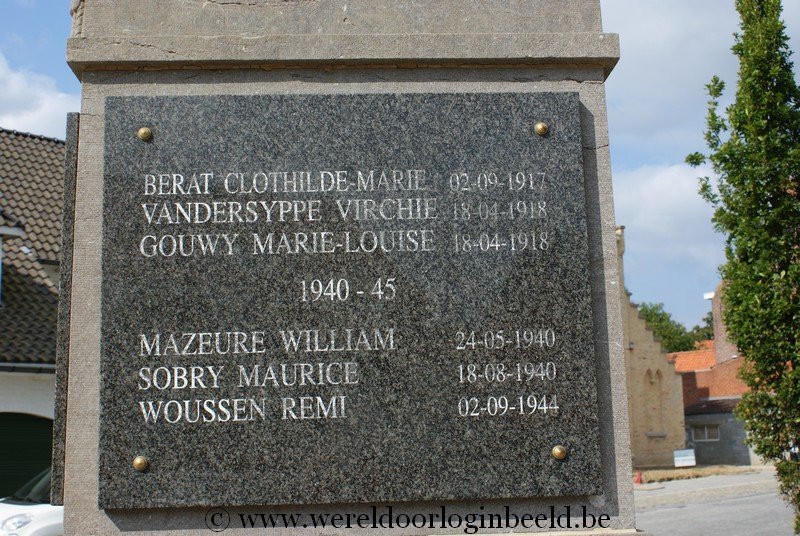 BERAT CLOTHILDE-MARIE 02-09-1917
VANDERSYPPE VIRCHIE 18-04-1918
GOUWY MARIE-LOUISE 18-04-1918
1940 - 45
MAZEURE WILLIAM 24-05-1940
SOBRY MAURICE 18-08-1940
WOUSSEN REMI 02-09-1944
© www.wereldoorloginbeeld.be